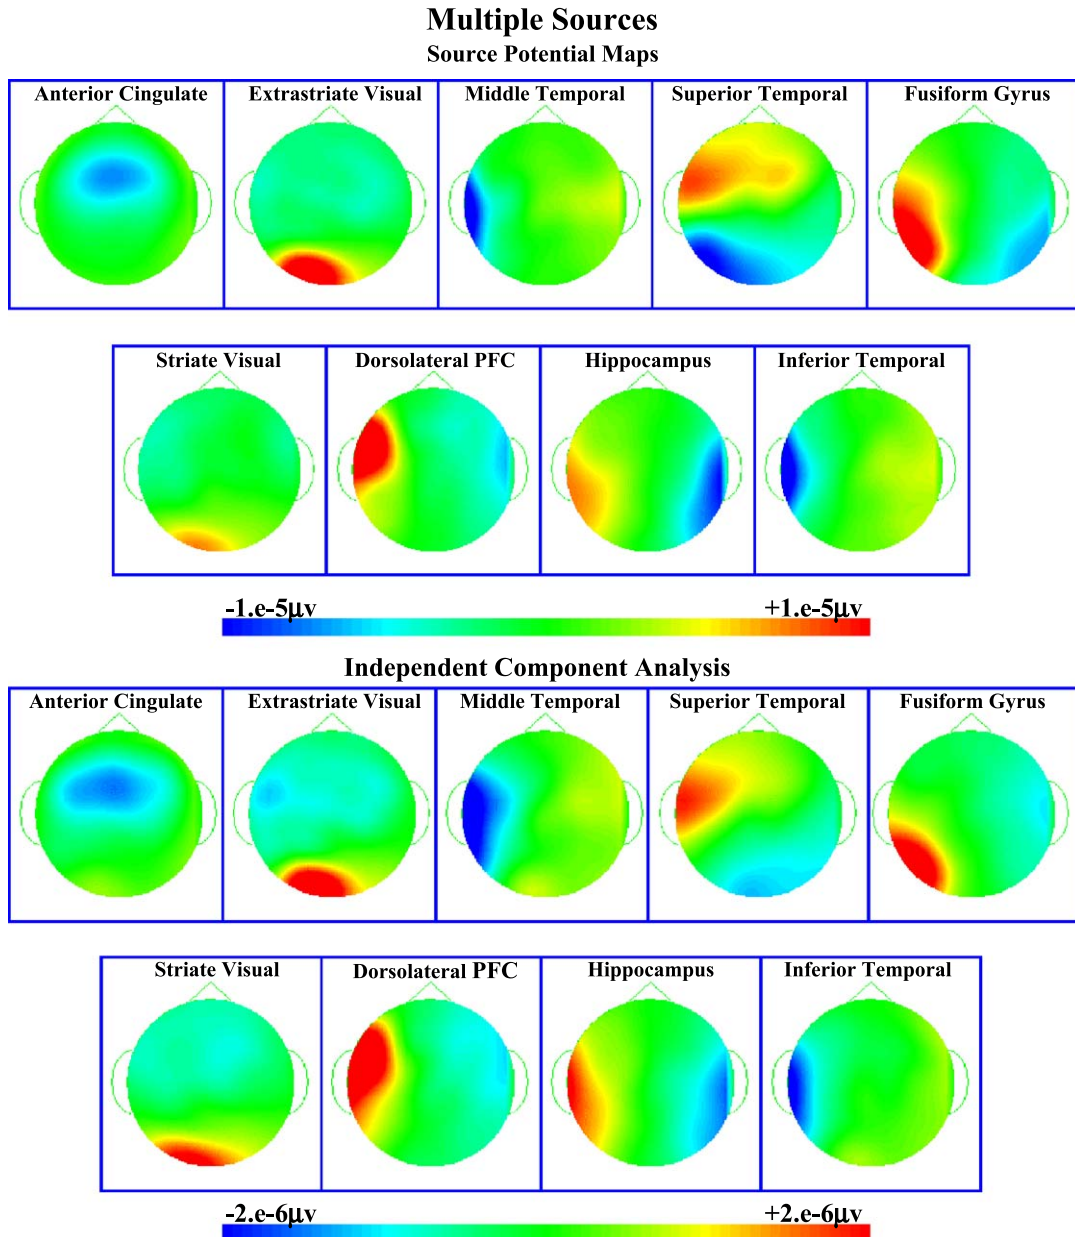 Multiple Sources
Source Potential Maps
Anterior Cingulate Extrastriate Visual Middle Temporal Superior Temporal Fusiform Gyrus
Striate Visual Dorsolateral PFC Hippocampus Inferior Temporal
-1.e-5μv +1.e-5μv
Independent Component Analysis
Anterior Cingulate Extrastriate Visual Middle Temporal Superior Temporal Fusiform Gyrus
Striate Visual Dorsolateral PFC Hippocampus Inferior Temporal
-2.e-6μv +2.e-6μv